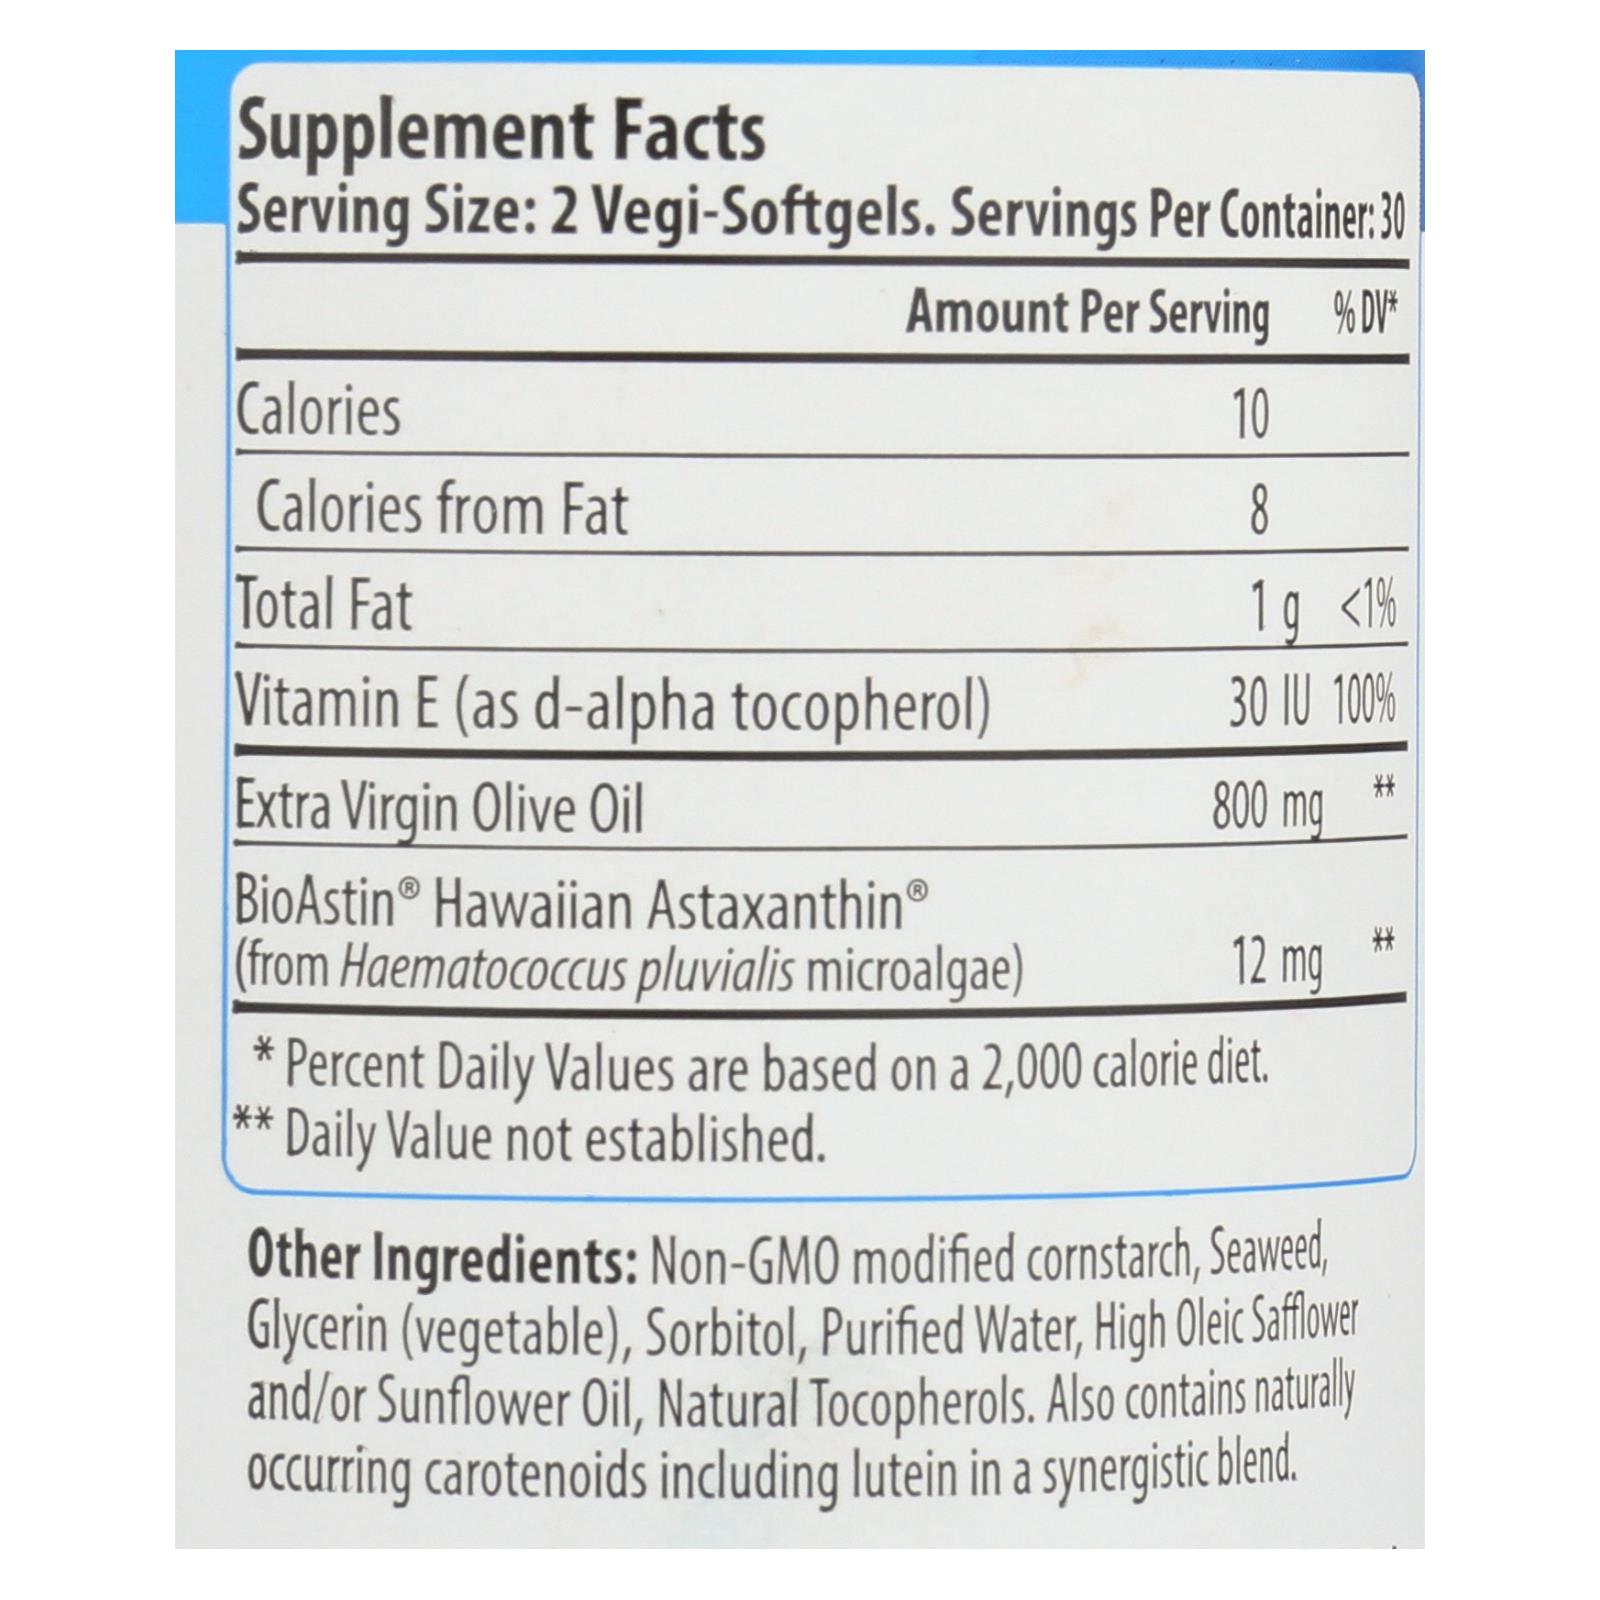 Supplement Facts
Serving Size: 2 Vegi-Softgels. Servings Per Container: 30
Amount Per Serving % DV*
Calories 10
Calories from Fat 8
Total Fat 1 g <1%
Vitamin E (as d-alpha tocopherol) 30 IU 100%
Extra Virgin Olive Oil 800 mg **
BioAstin® Hawaiian Astaxanthin®
(from Haematococcus pluvialis microalgae) 12 mg **
* Percent Daily Values are based on a 2,000 calorie diet.
** Daily Value not established.
Other Ingredients: Non-GMO modified cornstarch, Seaweed,
Glycerin (vegetable), Sorbitol, Purified Water, High Oleic Safflower
and/or Sunflower Oil, Natural Tocopherols. Also contains naturally
occurring carotenoids including lutein in a synergistic blend.